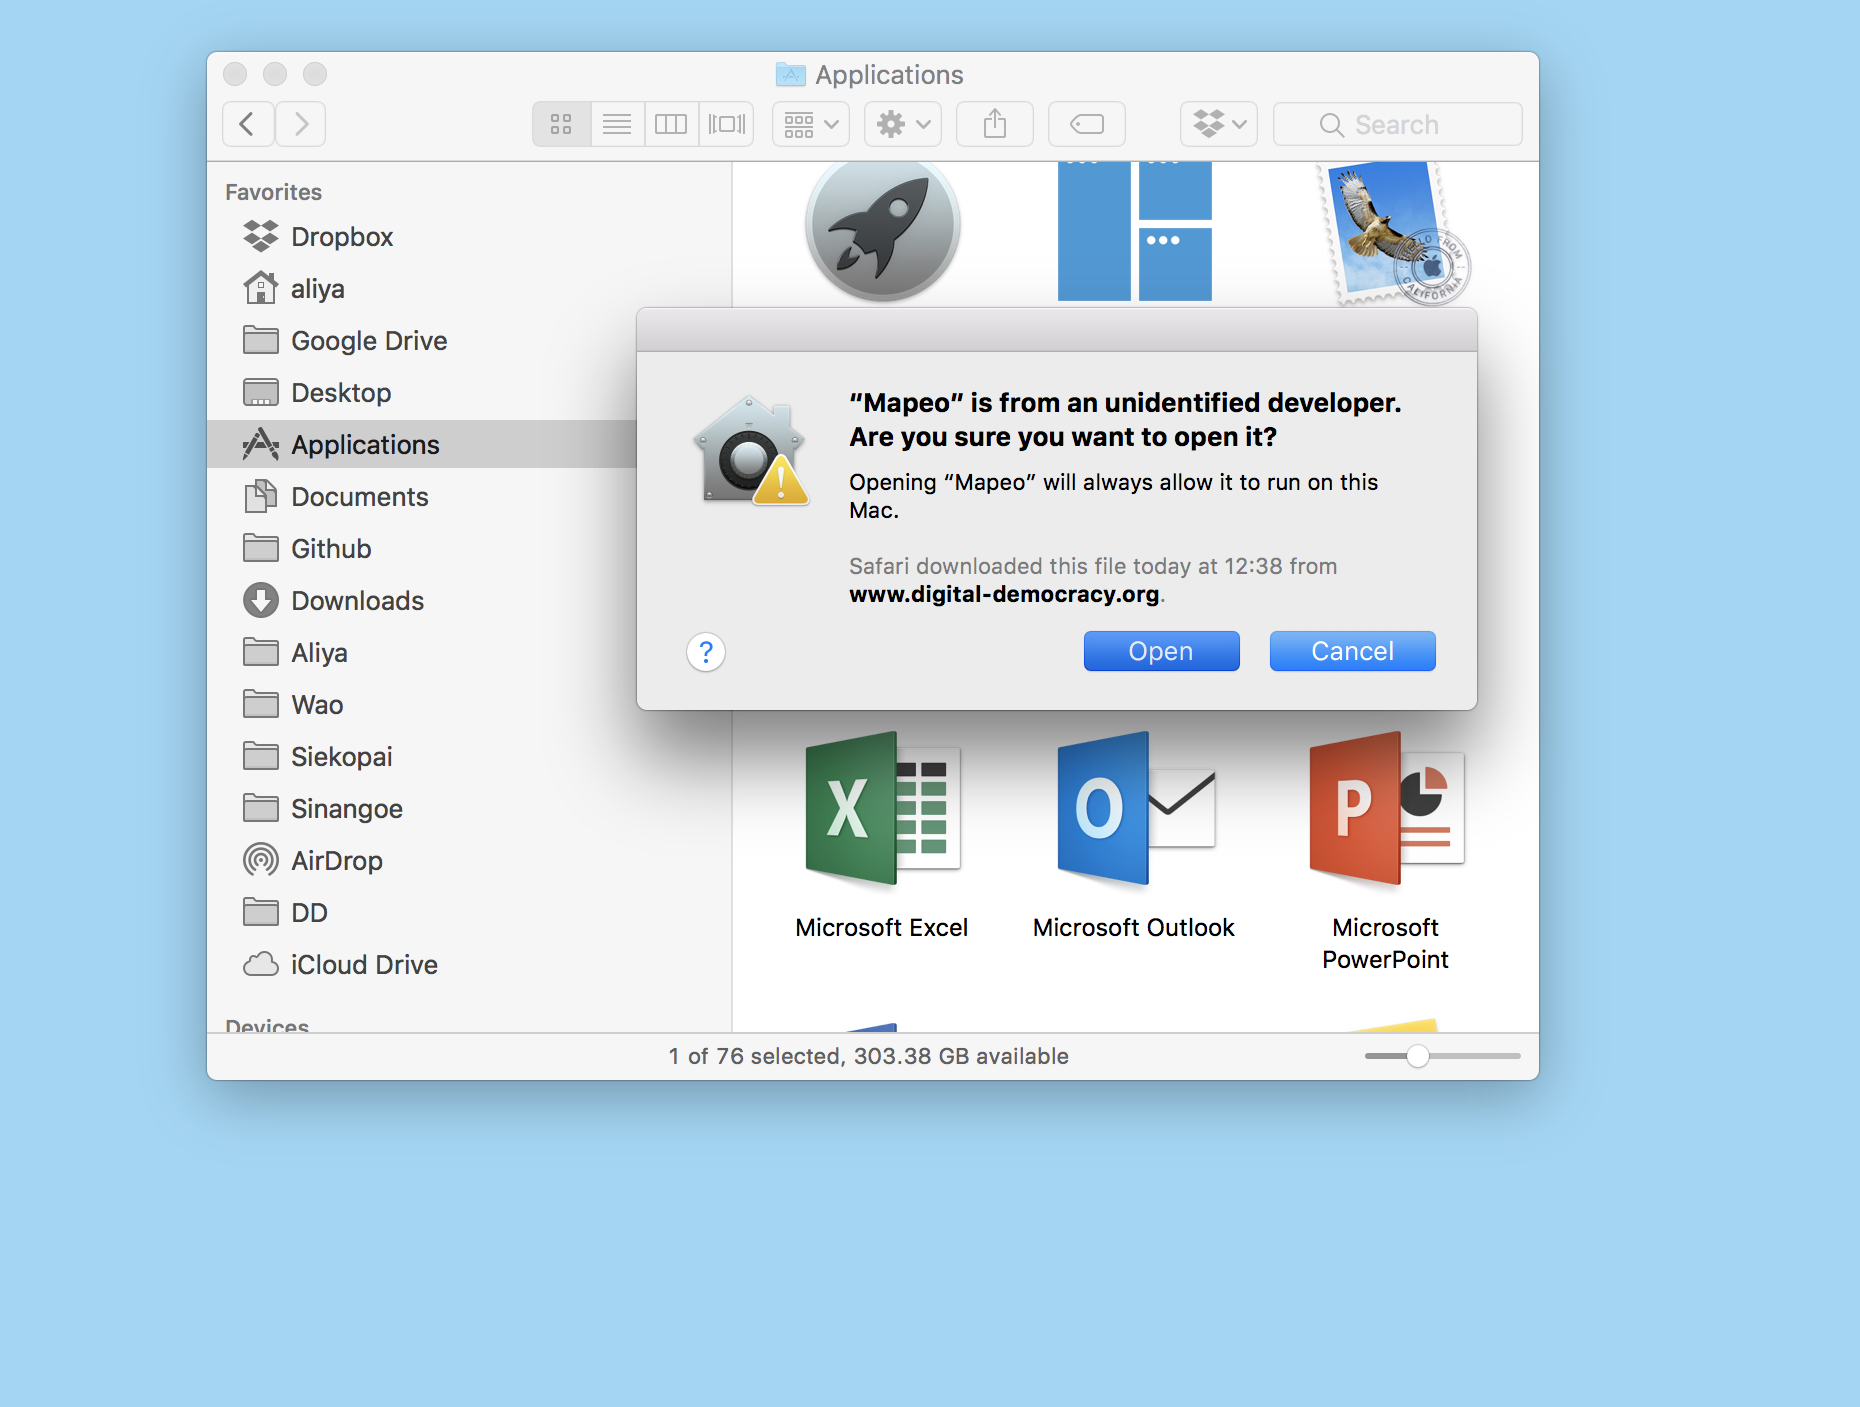 Applications
Search
Favorites
Dropbox
aliya
Google Drive
Desktop
Applications
Documents
Github
Downloads
Aliya
Wao
Siekopai
Sinangoe
AirDrop
DD
iCloud Drive
Devices
HELLO FROM
CALIFORNIA
“Mapeo” is from an unidentified developer.
Are you sure you want to open it?
Opening “Mapeo” will always allow it to run on this
Mac.
Safari downloaded this file today at 12:38 from
www.digital-democracy.org.
?
Open
Cancel
X
O
P
Microsoft Excel
Microsoft Outlook
Microsoft
PowerPoint
1 of 76 selected, 303.38 GB available